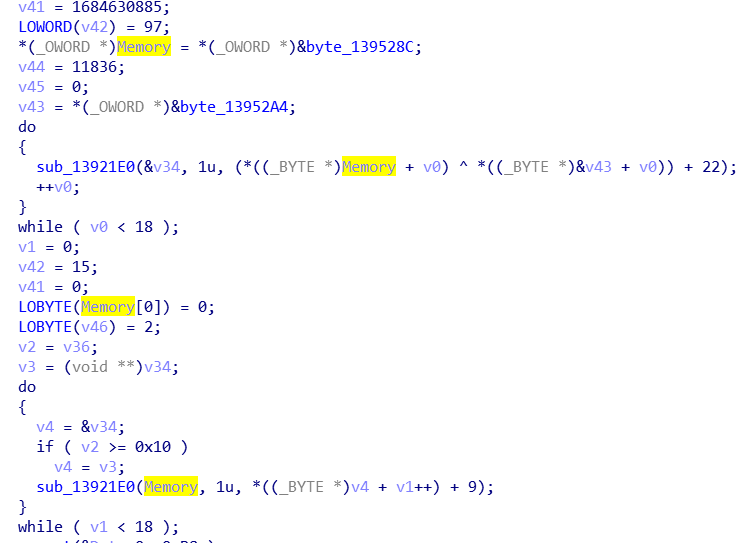 v41 = 1684630885;
LOWORD(v42) = 97;
*(_OWORD *)Memory = *(_OWORD *)&byte_139528C;
v44 = 11836;
v45 = 0;
v43 = *(_OWORD *)&byte_13952A4;
do
{
sub_13921E0(&v34, 1u, (*((_BYTE *)Memory + v0) ^ *((_BYTE *)&v43 + v0)) + 22);
++v0;
}
while ( v0 < 18 );
v1 = 0;
v42 = 15;
v41 = 0;
LOBYTE(Memory[0]) = 0;
LOBYTE(v46) = 2;
v2 = v36;
v3 = (void **)v34;
do
{
v4 = &v34;
if ( v2 >= 0x10 )
v4 = v3;
sub_13921E0(Memory, 1u, *((_BYTE *)v4 + v1++) + 9);
}
while ( v1 < 18 );